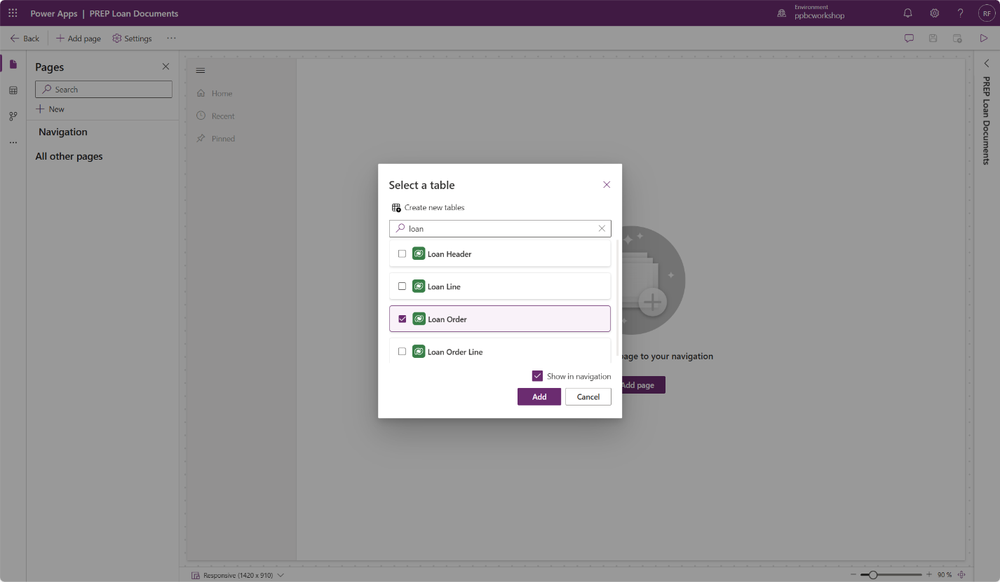 Power Apps | PREP Loan Documents
Environment
ppbcworkshop
RF
Back
Add page
Settings
Pages
Search
New
Navigation
All other pages
Home
Recent
Pinned
Select a table
Create new tables
loan
Loan Header
Loan Line
Loan Order
Loan Order Line
Show in navigation
Add
Cancel
page to your navigation
Add page
PREP Loan Documents
Responsive (1420 x 910)
90 %